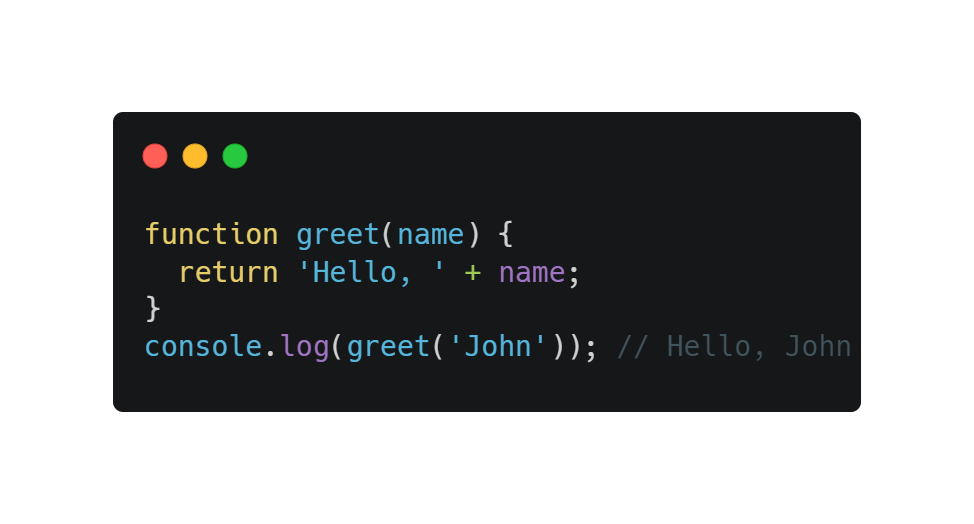 function greet(name) {
  return 'Hello, ' + name;
}
console.log(greet('John')); // Hello, John